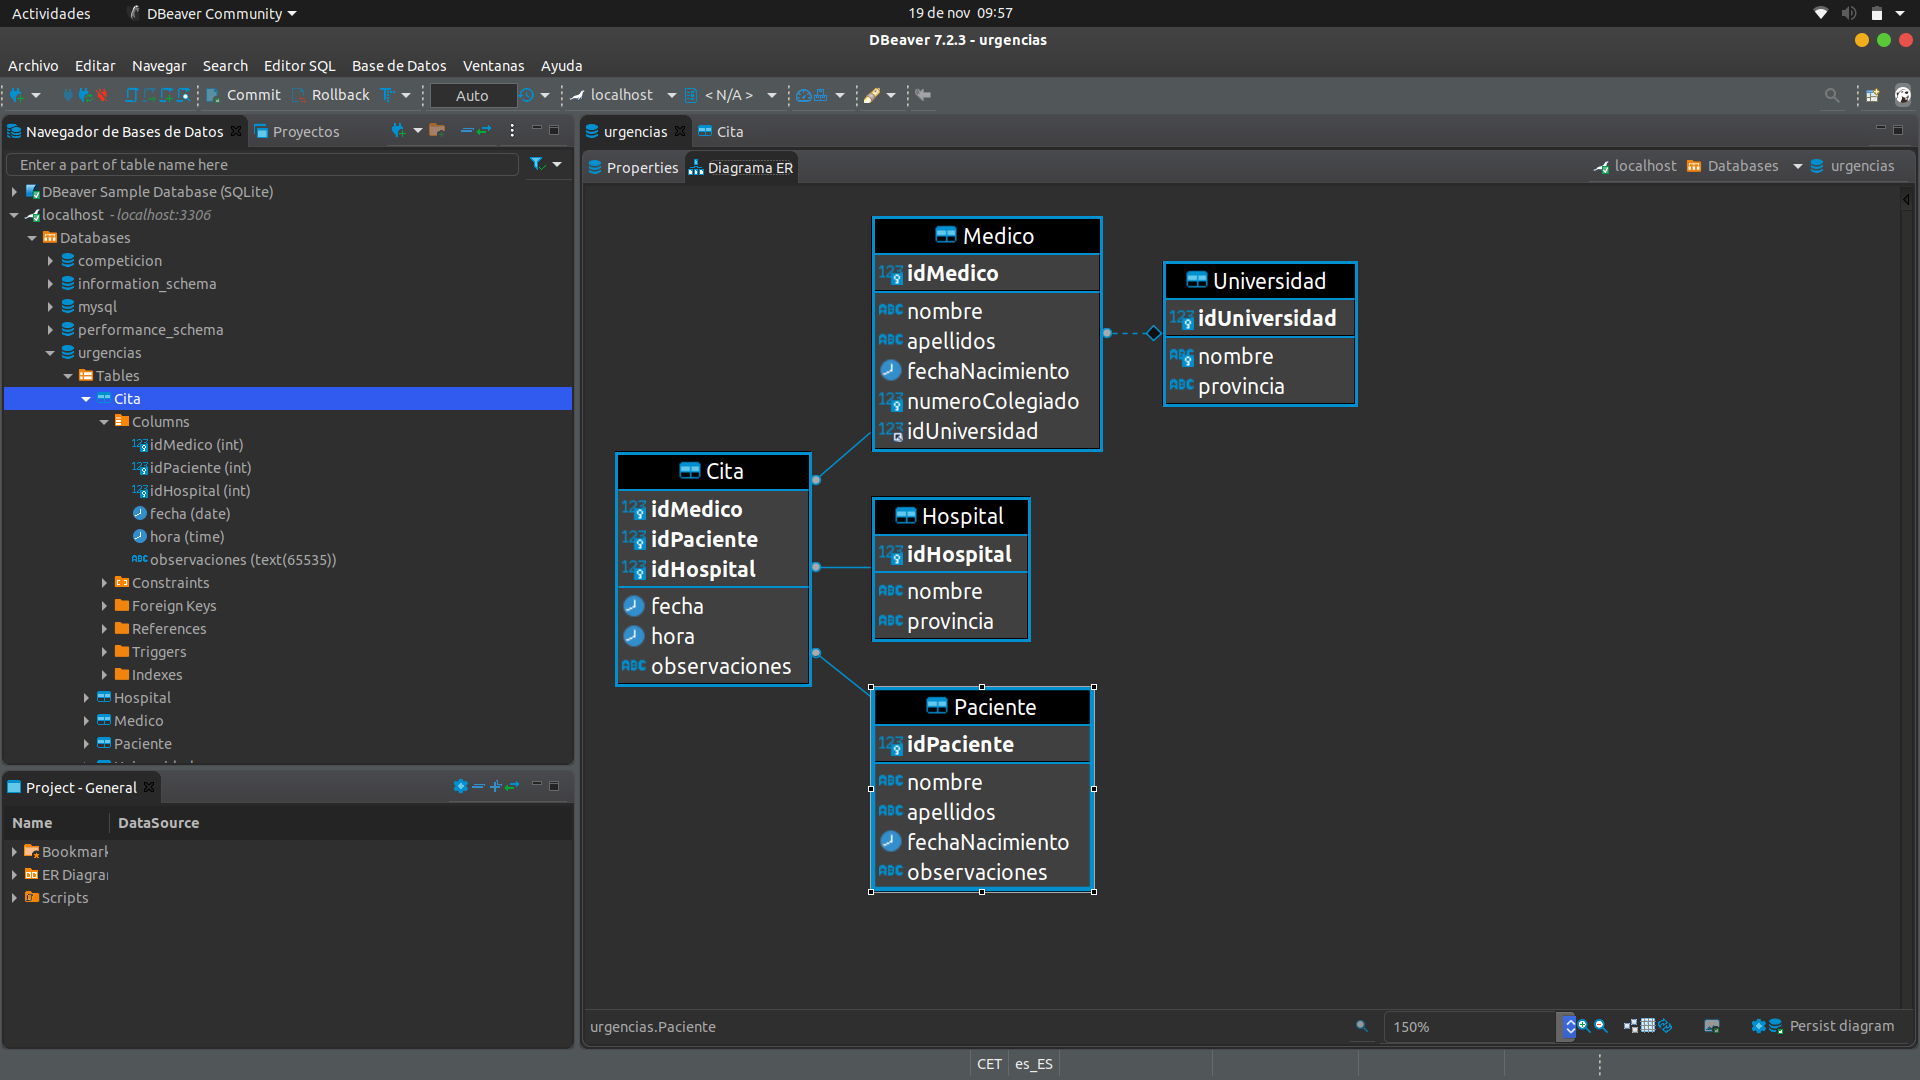 Actividades DBeaver Community 19 de nov 09:57
DBeaver 7.2.3 - urgencias
Archivo Editar Navegar Search Editor SQL Base de Datos Ventanas Ayuda
Commit Rollback Auto localhost < N/A >
Navegador de Bases de Datos Proyectos
Enter a part of table name here
DBeaver Sample Database (SQLite)
localhost - localhost:3306
Databases
competicion
information_schema
mysql
performance_schema
urgencias
Tables
Cita
Columns
idMedico (int)
idPaciente (int)
idHospital (int)
fecha (date)
hora (time)
observaciones (text(65535))
Constraints
Foreign Keys
References
Triggers
Indexes
Hospital
Medico
Paciente
Project - General
Name DataSource
Bookmark
ER Diagra
Scripts
urgencias Cita
Properties Diagrama ER localhost Databases urgencias
Medico
idMedico
nombre
apellidos
fechaNacimiento
numeroColegiado
idUniversidad
Universidad
idUniversidad
nombre
provincia
Cita
idMedico
idPaciente
idHospital
fecha
hora
observaciones
Hospital
idHospital
nombre
provincia
Paciente
idPaciente
nombre
apellidos
fechaNacimiento
observaciones
urgencias.Paciente 150% Persist diagram
CET es_ES